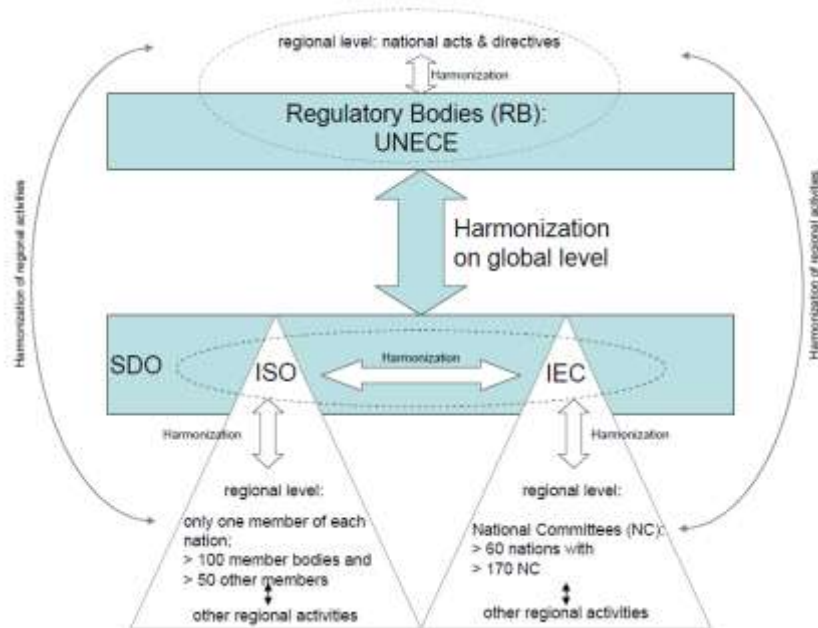 regional level: national acts & directives
Harmonization
Regulatory Bodies (RB):
UNECE
Harmonization of regional activities
Harmonization
on global level
Harmonization of regional activities
SDO
ISO
Harmonization
IEC
Harmonization
Harmonization
regional level:
only one member of each
nation;
> 100 member bodies and
> 50 other members
other regional activities
regional level:
National Committees (NC):
> 60 nations with
> 170 NC
other regional activities